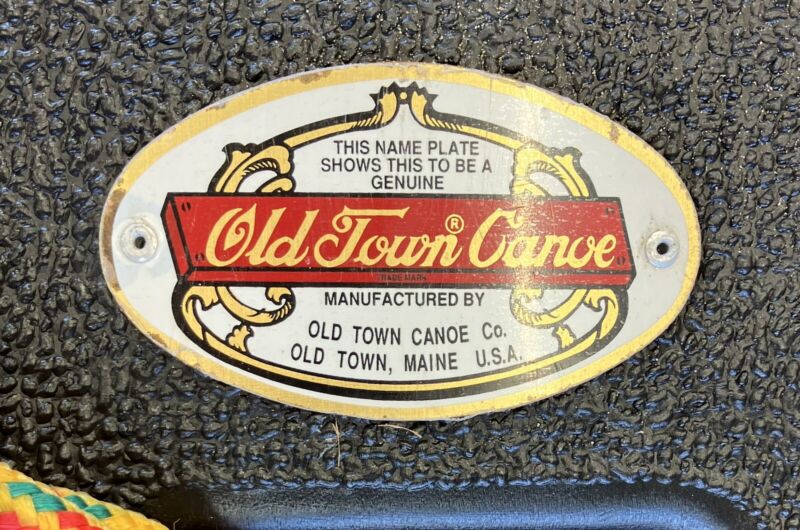 THIS NAME PLATE
SHOWS THIS TO BE A
GENUINE
Old Town® Canoe
TRADE MARK
MANUFACTURED BY
OLD TOWN CANOE Co.
OLD TOWN, MAINE U.S.A.